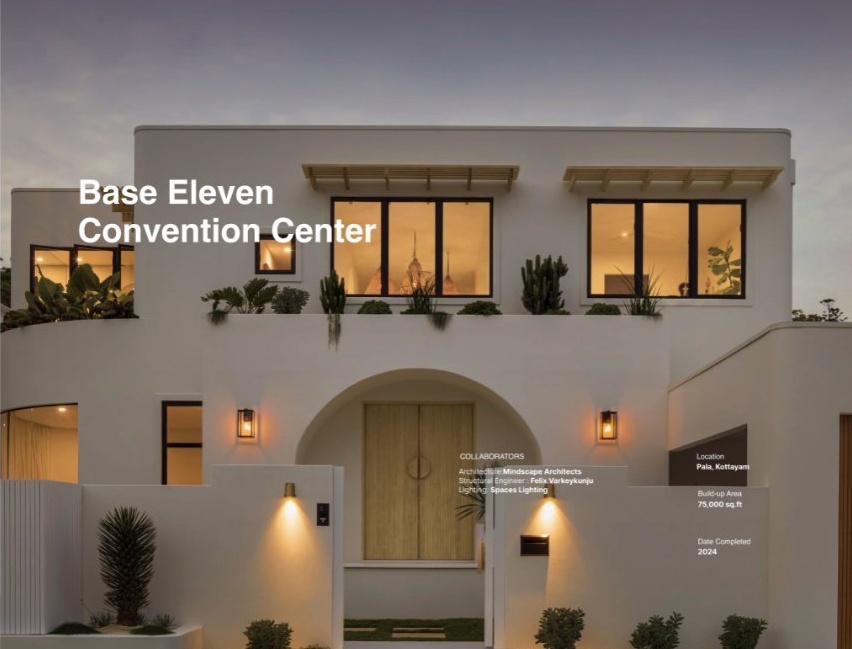 Base Eleven
Convention Center
COLLABORATORS
Architecture:Mindscape Architects
Structural Engineer : Felix Varkeykunju
Lighting: Spaces Lighting
Location
Pala, Kottayam
Build-up Area
75,000 sq.ft
Date Completed
2024